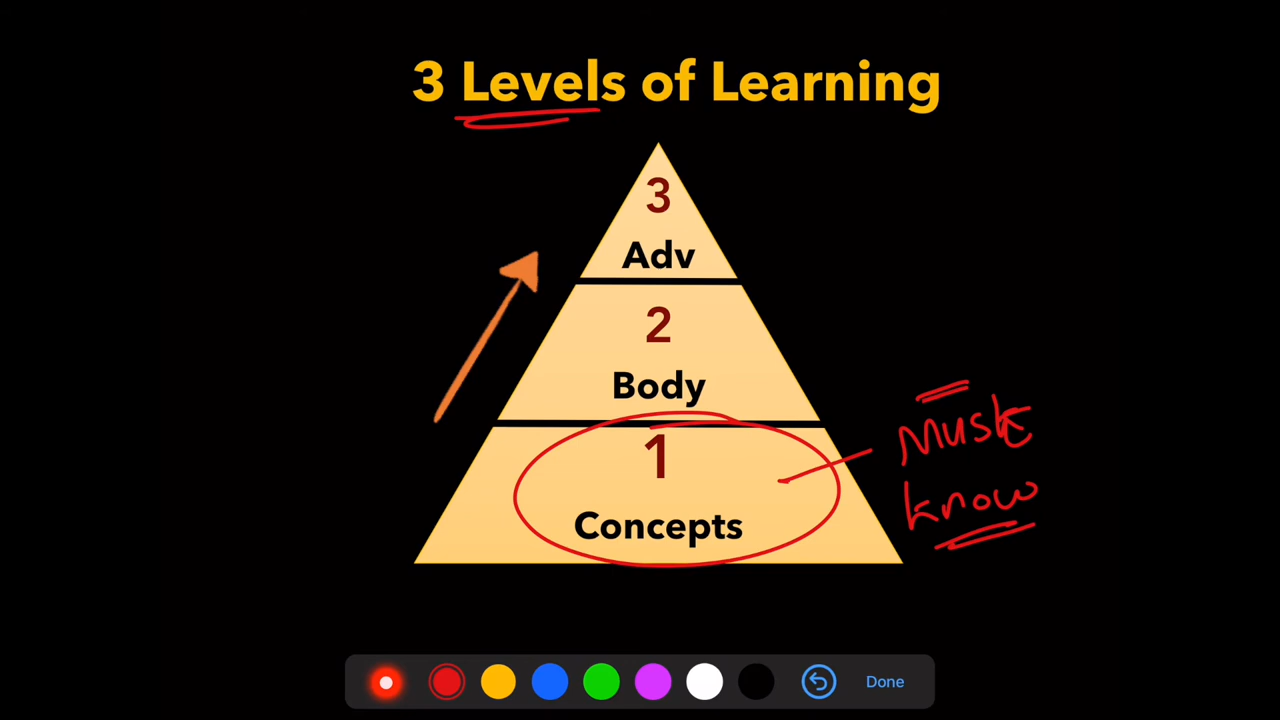 3 Levels of Learning
3
Adv
2
Body
1
Concepts
Must
know
Done